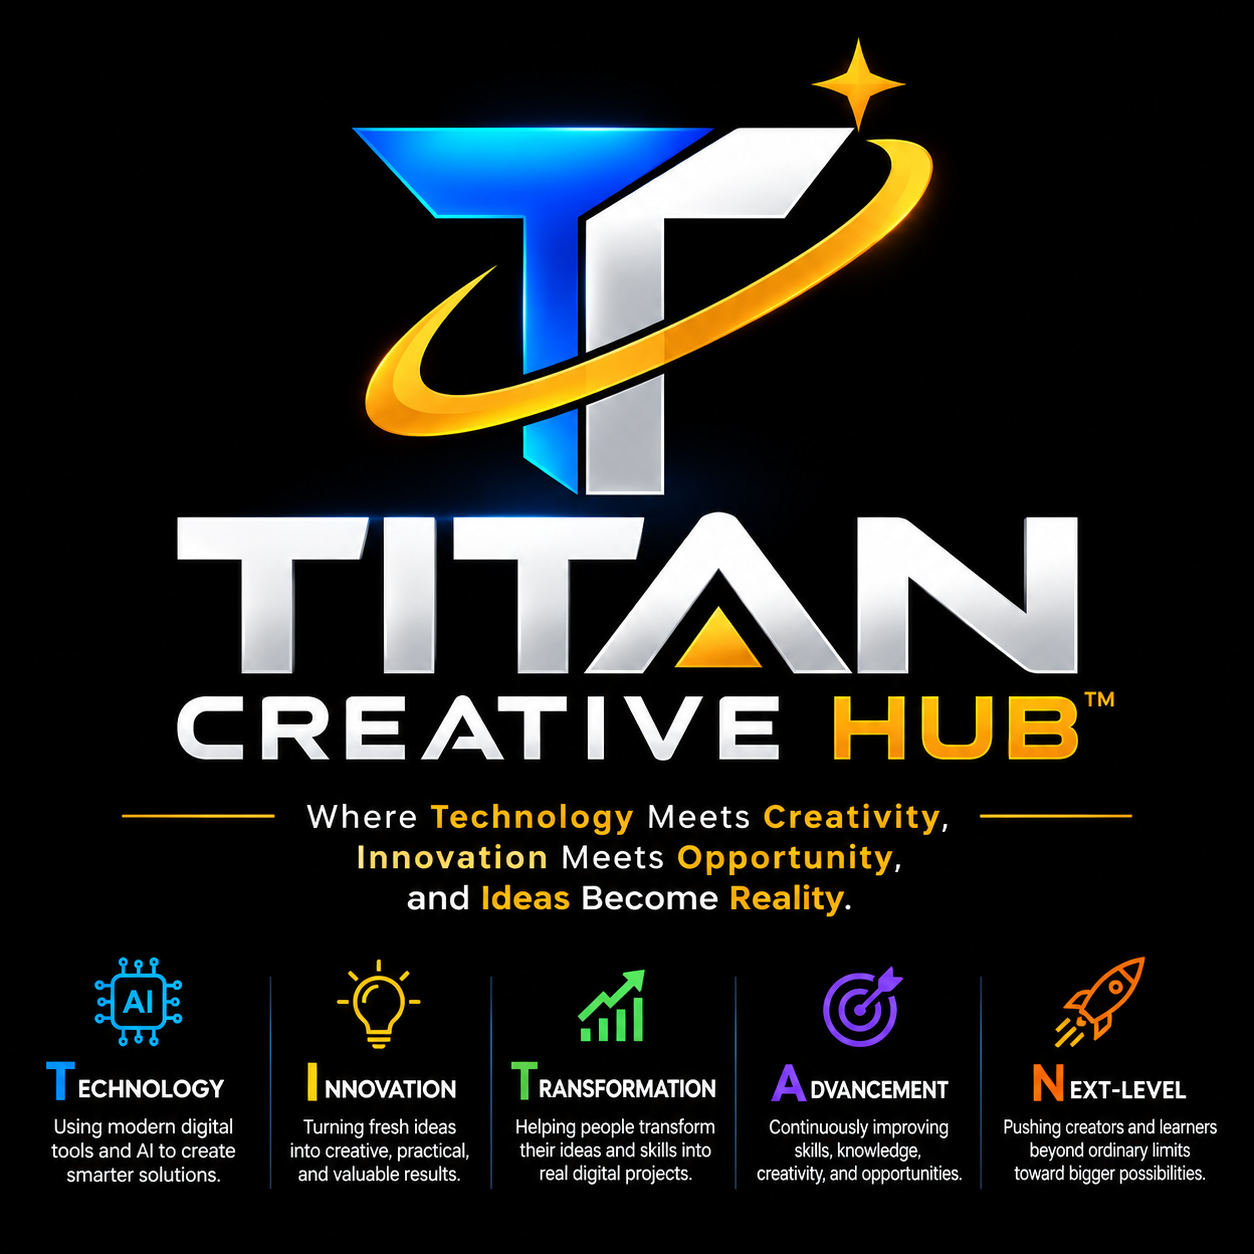 TITAN
CREATIVE HUB™
Where Technology Meets Creativity,
Innovation Meets Opportunity,
and Ideas Become Reality.
AI
TECHNOLOGY
Using modern digital
tools and AI to create
smarter solutions.
INNOVATION
Turning fresh ideas
into creative, practical,
and valuable results.
TRANSFORMATION
Helping people transform
their ideas and skills into
real digital projects.
ADVANCEMENT
Continuously improving
skills, knowledge,
creativity, and opportunities.
NEXT-LEVEL
Pushing creators and learners
beyond ordinary limits
toward bigger possibilities.